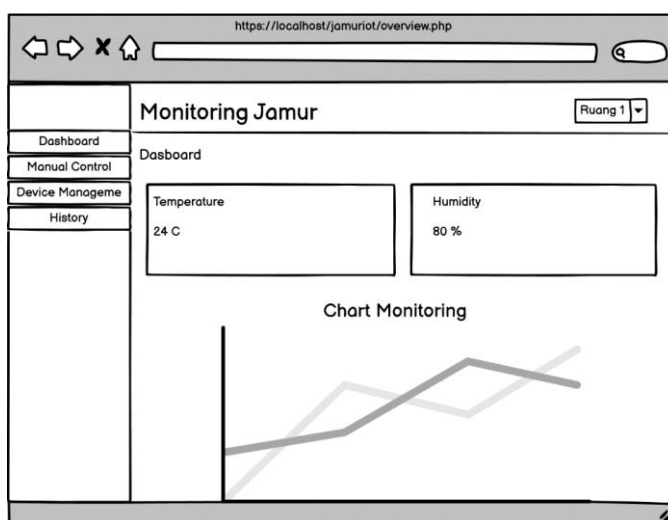 https://localhost/jamuriot/overview.php
Monitoring Jamur
Ruang 1
Dashboard
Manual Control
Device Manageme
History
Dasboard
Temperature
24 C
Humidity
80 %
Chart Monitoring